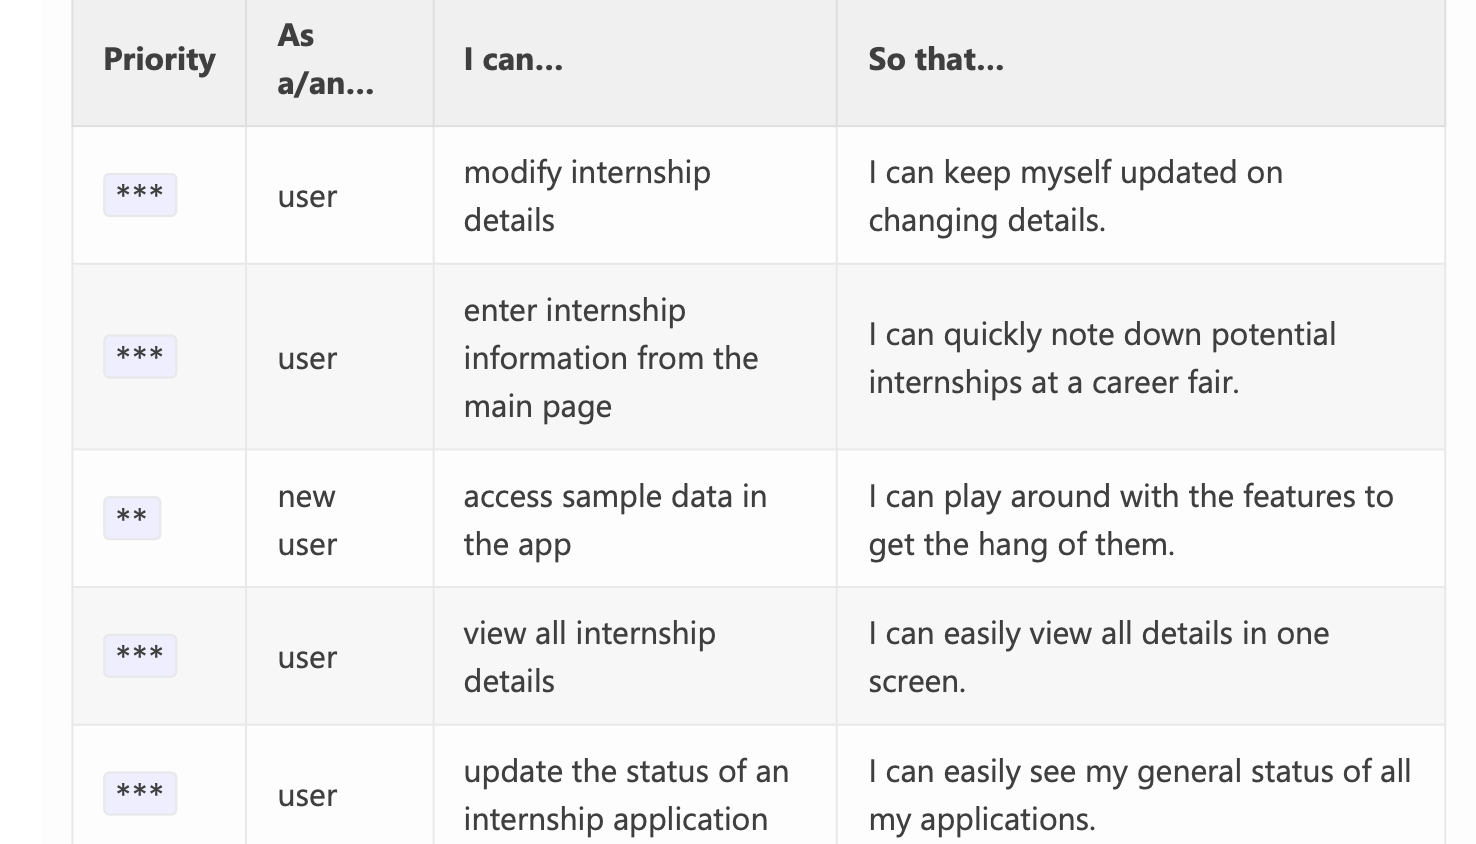 Priority
As
a/an...
I can...
So that...
***
user
modify internship
details
I can keep myself updated on
changing details.
***
user
enter internship
information from the
main page
I can quickly note down potential
internships at a career fair.
**
new
user
access sample data in
the app
I can play around with the features to
get the hang of them.
***
user
view all internship
details
I can easily view all details in one
screen.
***
user
update the status of an
internship application
I can easily see my general status of all
my applications.